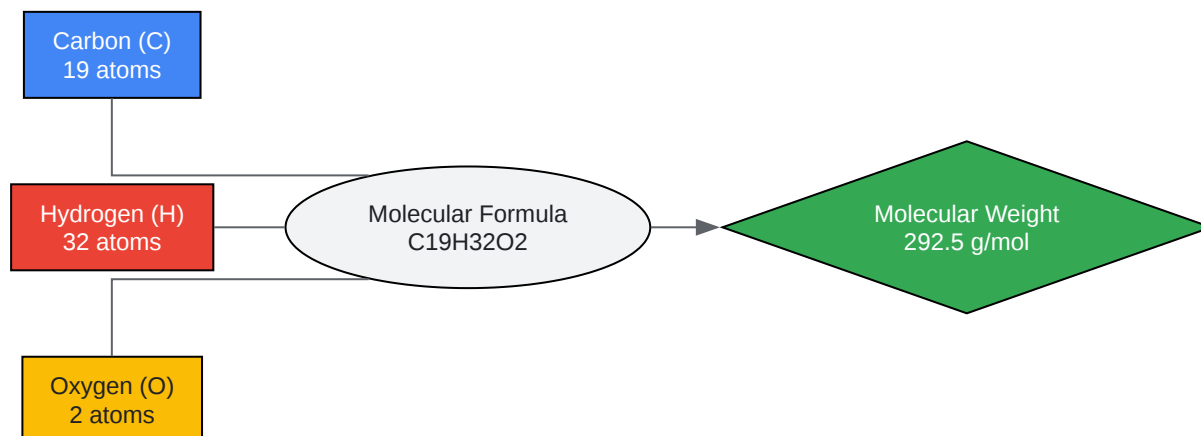 Carbon (C)
19 atoms
Hydrogen (H)
32 atoms
Molecular Formula
C19H32O2
Molecular Weight
292.5 g/mol
Oxygen (O)
2 atoms